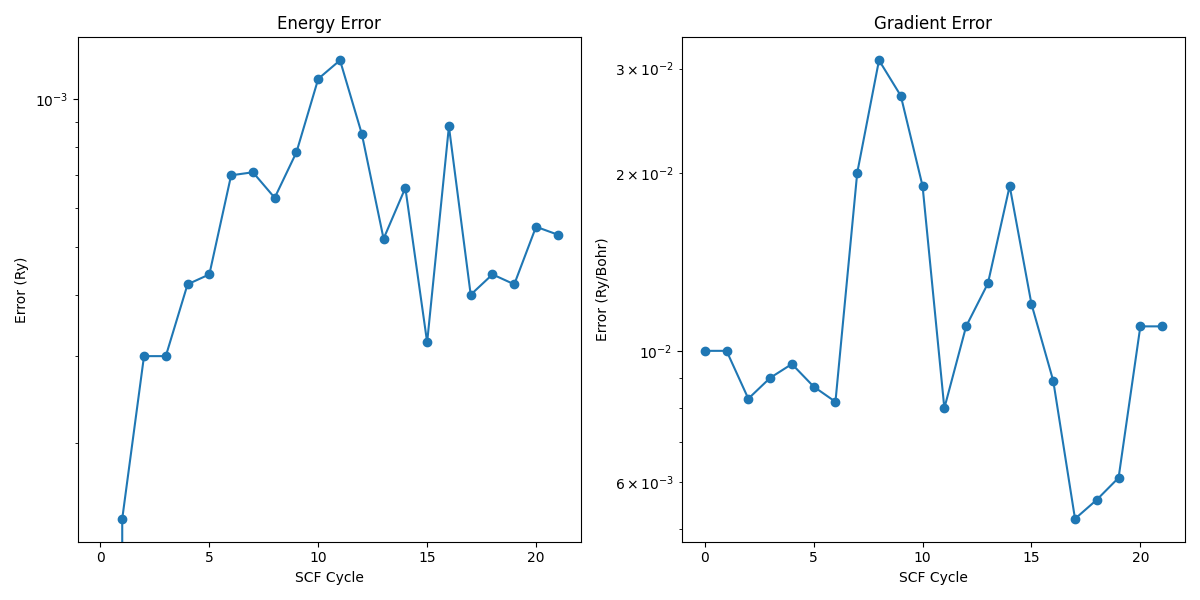 Energy Error
10⁻³
Error (Ry)
0 5 10 15 20
SCF Cycle
Gradient Error
3 × 10⁻²
2 × 10⁻²
10⁻²
6 × 10⁻³
Error (Ry/Bohr)
0 5 10 15 20
SCF Cycle